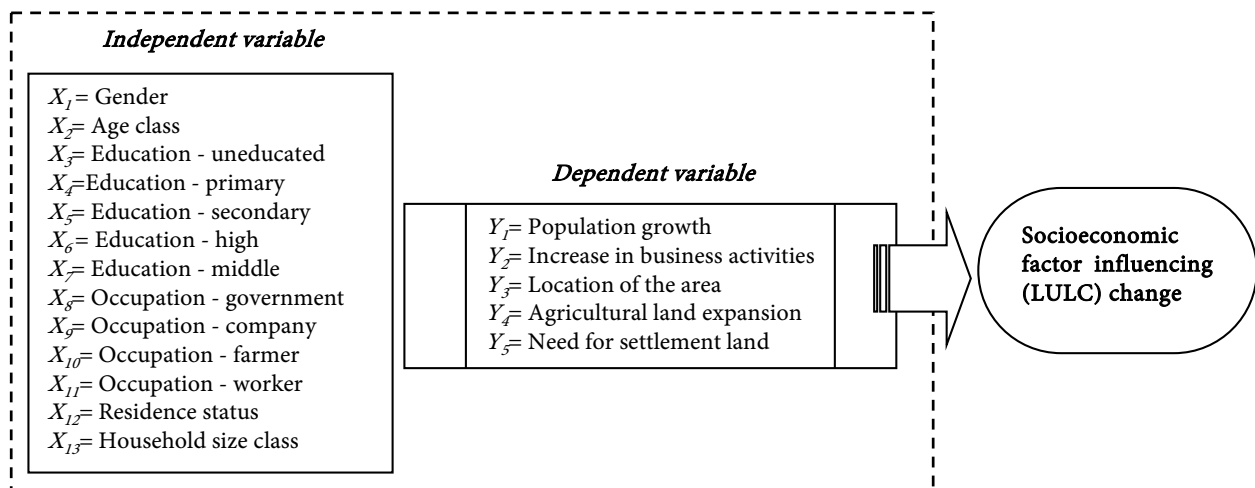 Independent variable
X1= Gender
X2= Age class
X3= Education - uneducated
X4=Education - primary
X5= Education - secondary
X6= Education - high
X7= Education - middle
X8= Occupation - government
X9= Occupation - company
X10= Occupation - farmer
X11= Occupation - worker
X12= Residence status
X13= Household size class
Dependent variable
Y1= Population growth
Y2= Increase in business activities
Y3= Location of the area
Y4= Agricultural land expansion
Y5= Need for settlement land
Socioeconomic
factor influencing
(LULC) change